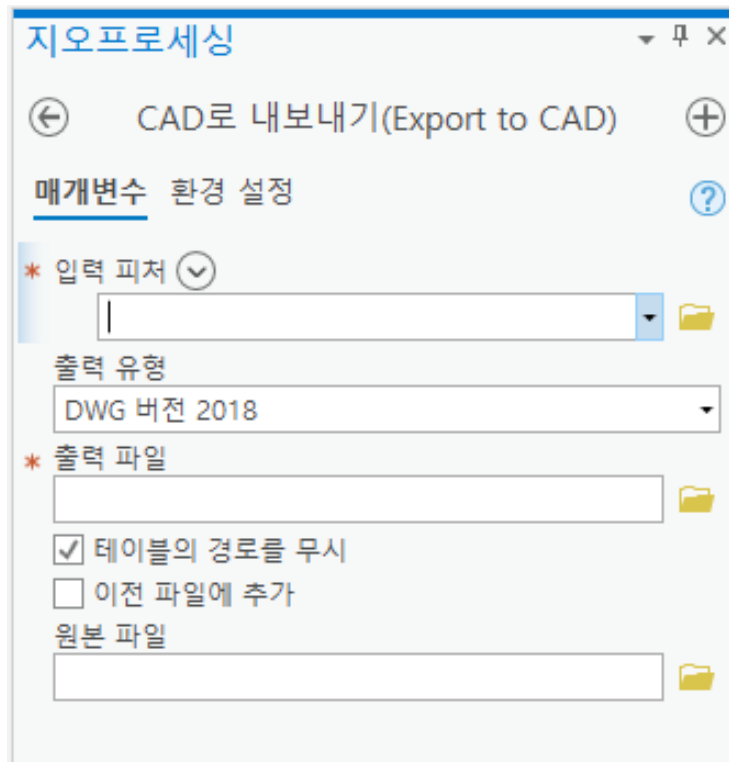 지오프로세싱
CAD로 내보내기(Export to CAD)
매개변수 환경 설정
* 입력 피처
출력 유형
DWG 버전 2018
* 출력 파일
테이블의 경로를 무시
이전 파일에 추가
원본 파일